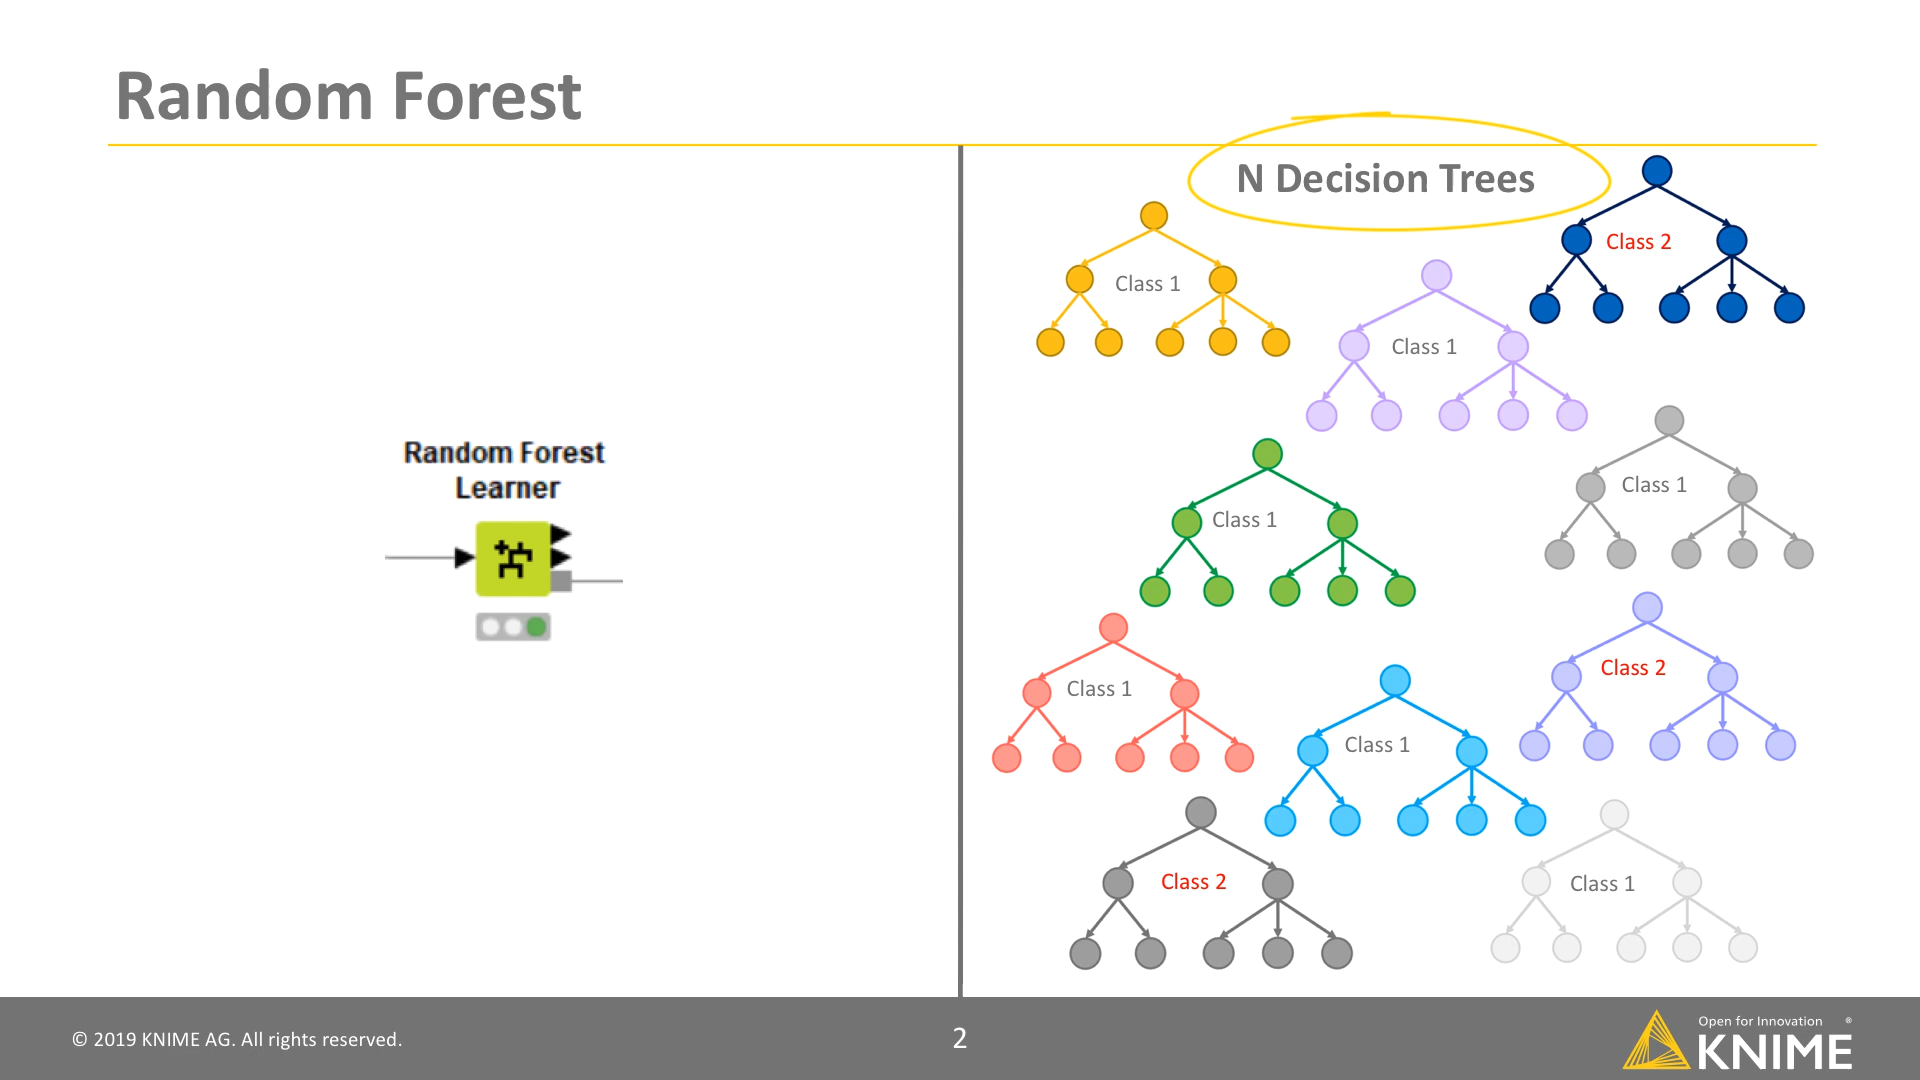 Random Forest
N Decision Trees
Class 2
Class 1
Class 1
Random Forest
Learner
Class 1
Class 1
Class 2
Class 1
Class 1
Class 2
Class 1
© 2019 KNIME AG. All rights reserved.
2
Open for Innovation ®
KNIME